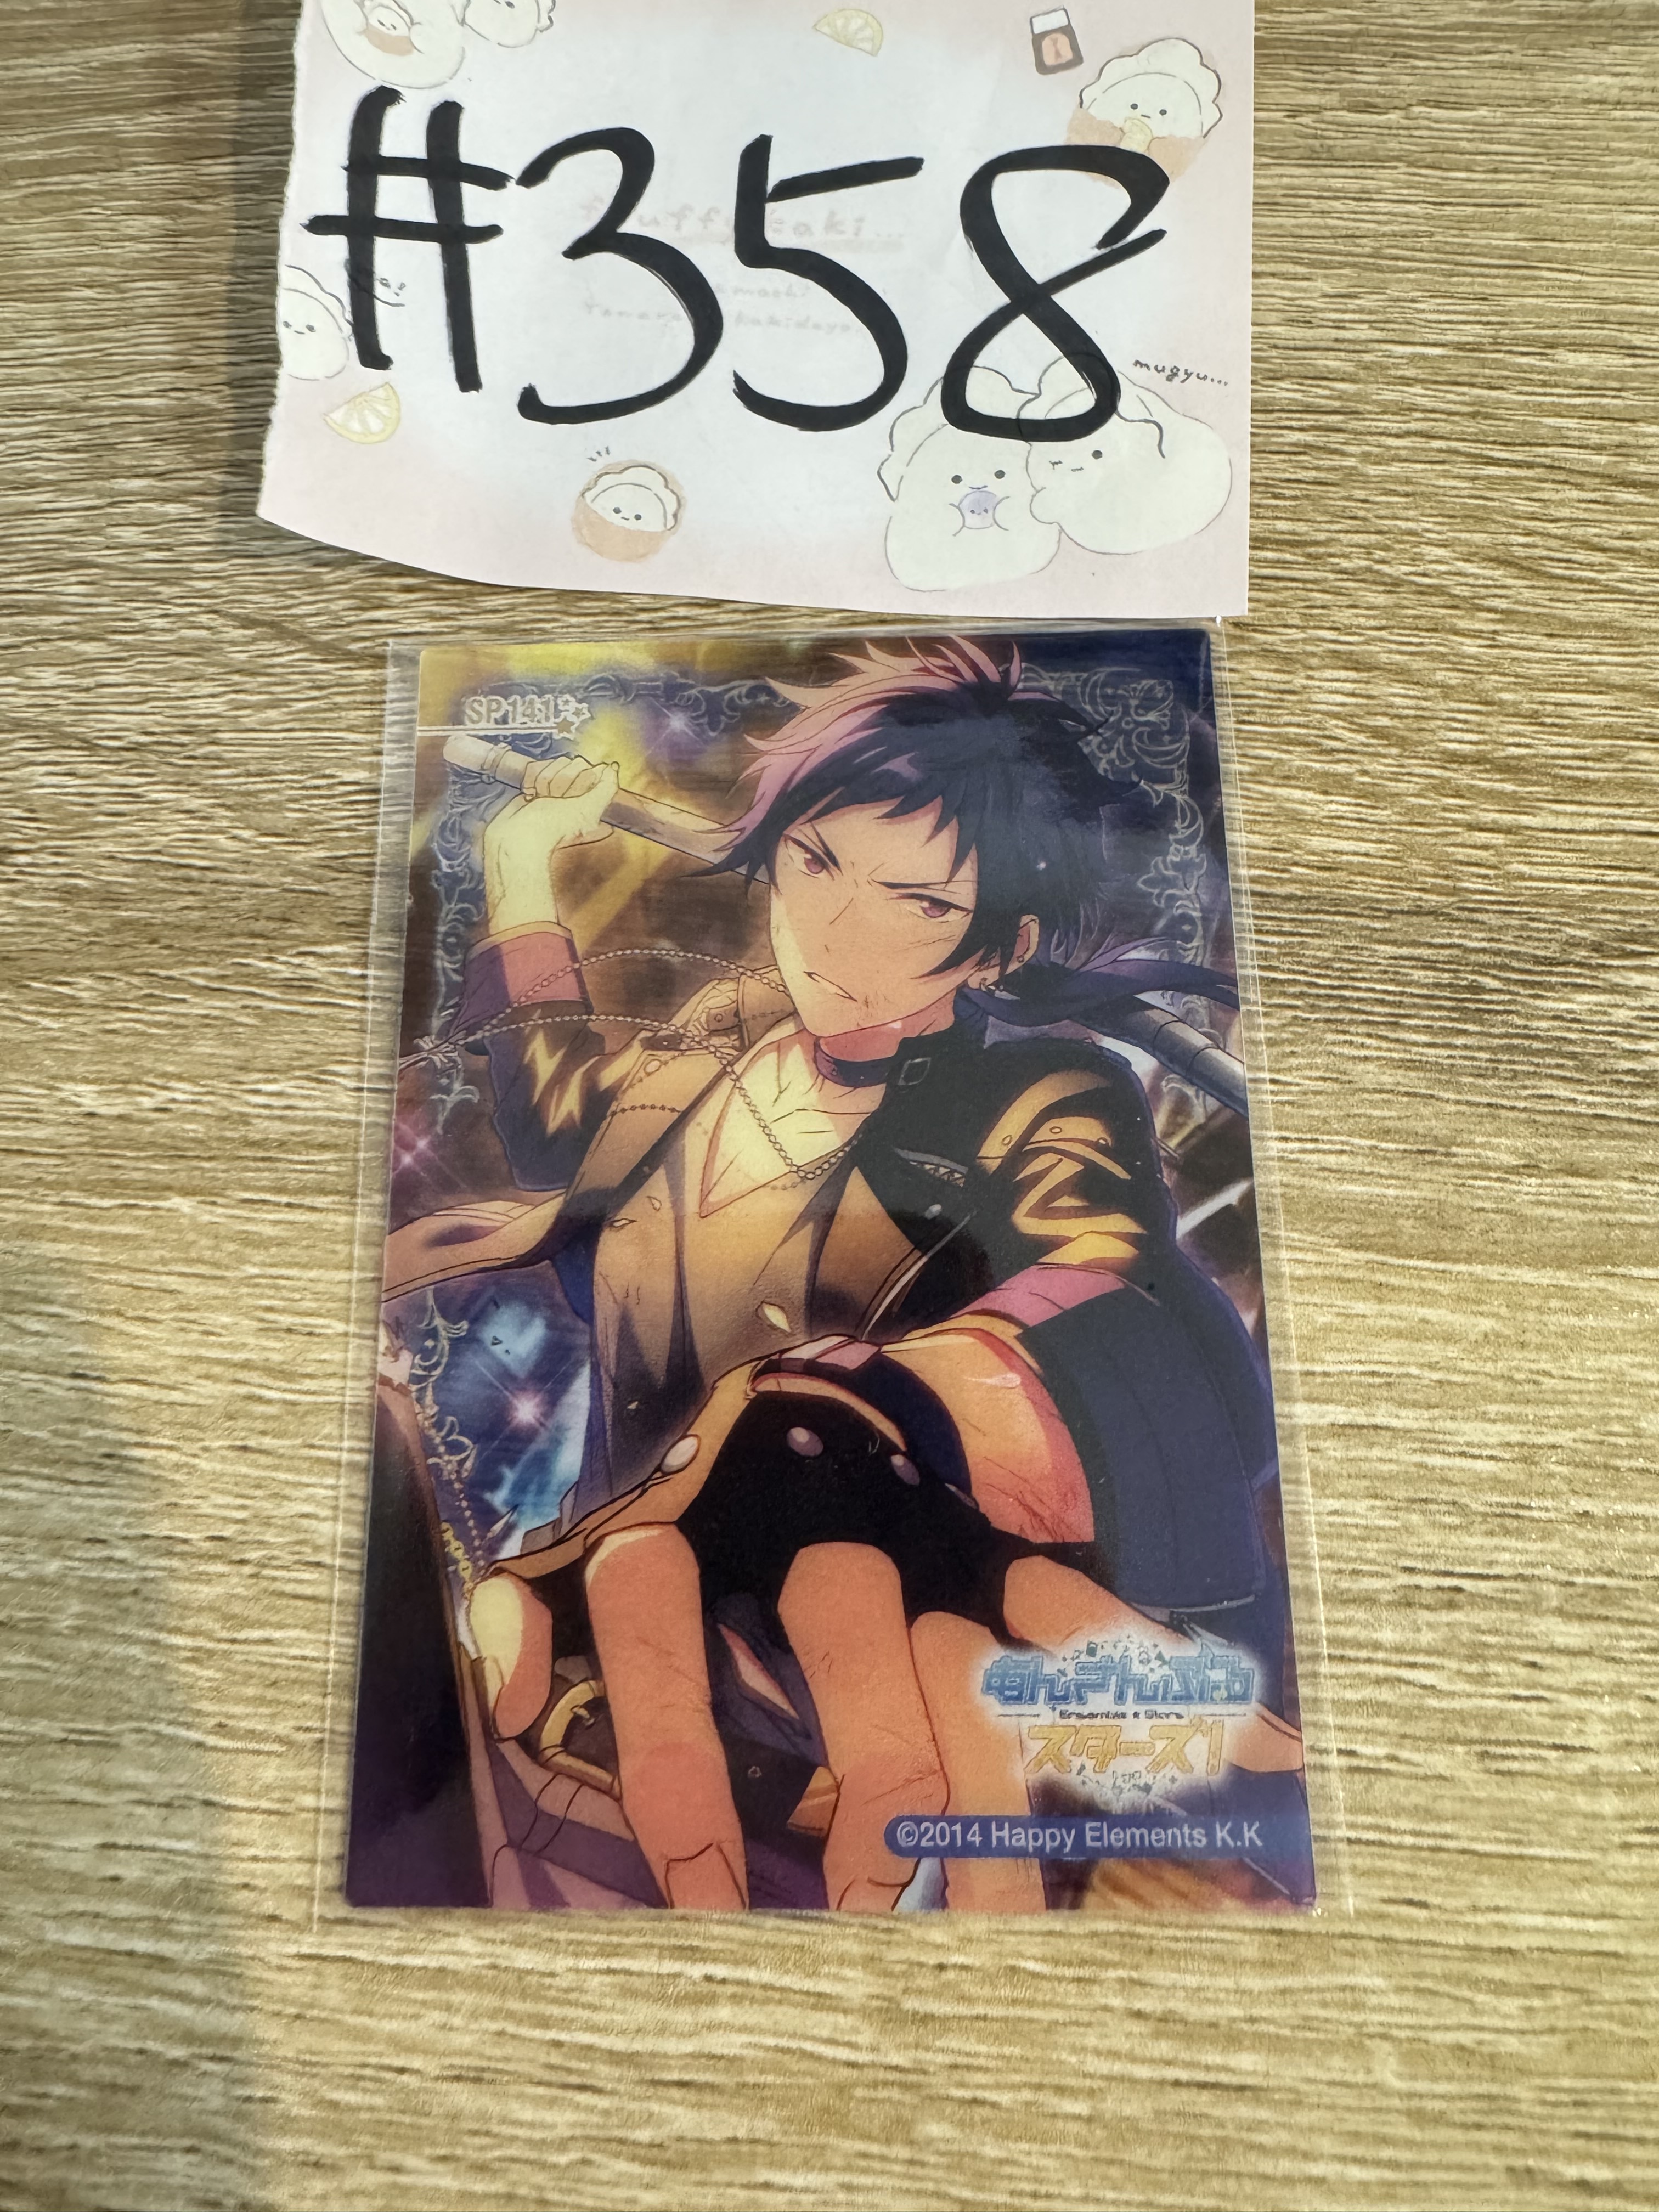 #358
mugyu...
SP141
あんさんぶる
Ensemble ★ Stars
スターズ!
©2014 Happy Elements K.K